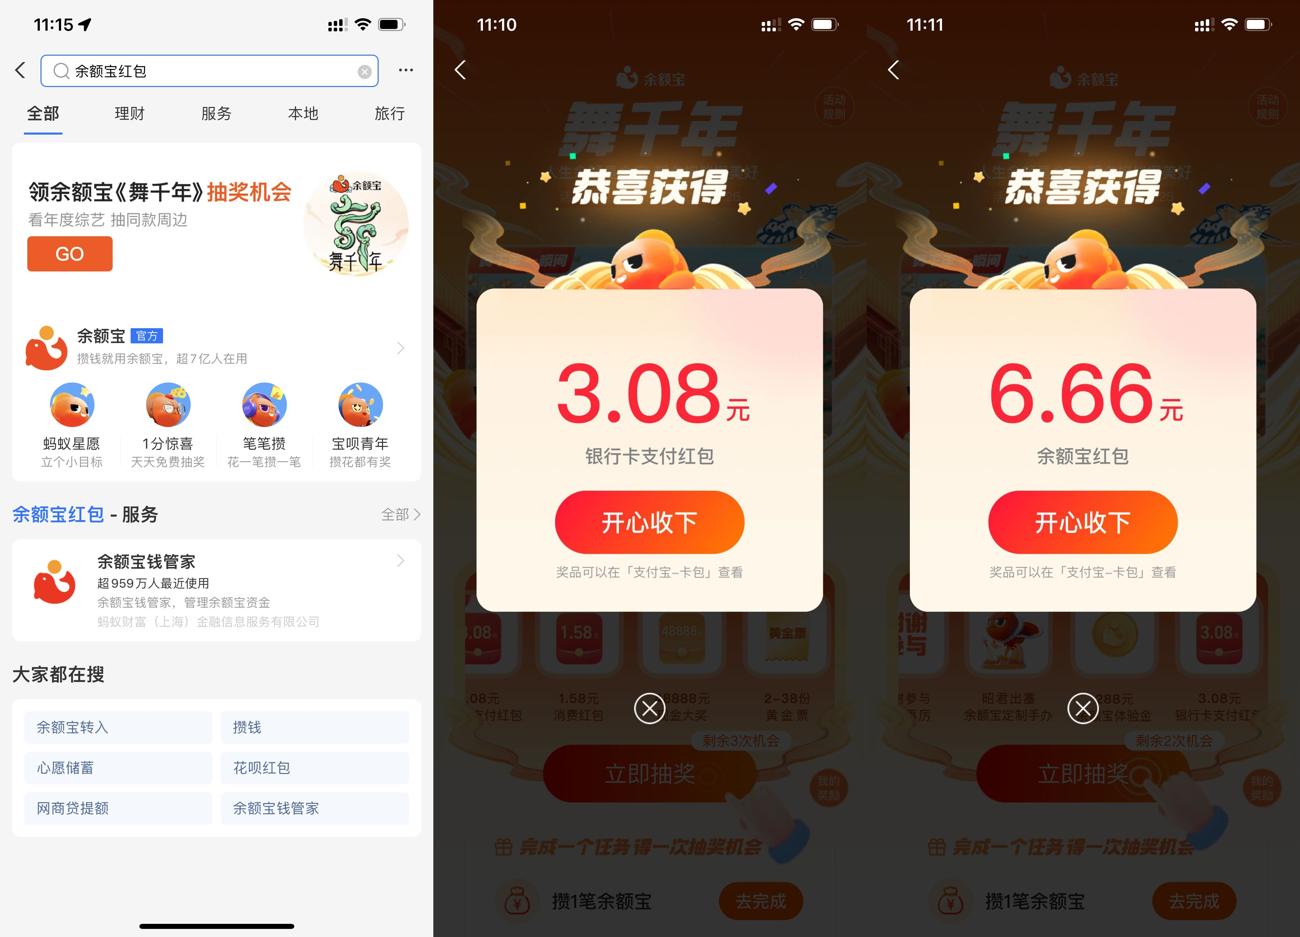 11:15
余额宝红包
全部
理财
服务
本地
旅行
领余额宝《舞千年》抽奖机会
看年度综艺 抽同款周边
GO
余额宝
舞千年
余额宝 官方
攒钱就用余额宝，超7亿人在用
蚂蚁星愿
立个小目标
1分惊喜
天天免费抽奖
笔笔攒
花一笔攒一笔
宝呗青年
攒花都有奖
余额宝红包 - 服务
全部
余额宝钱管家
超959万人最近使用
余额宝钱管家，管理余额宝资金
蚂蚁财富（上海）金融信息服务有限公司
大家都在搜
余额宝转入
攒钱
心愿储蓄
花呗红包
网商贷提额
余额宝钱管家
11:10
余额宝
舞千年
活动
规则
恭喜获得
3.08元
银行卡支付红包
开心收下
奖品可以在「支付宝-卡包」查看
3.08
1.58
48888
黄金票
1.58元
消费红包
2-38份
黄金票
剩余3次机会
立即抽奖
我的
奖励
完成一个任务 得一次抽奖机会
攒1笔余额宝
去完成
11:11
余额宝
舞千年
活动
规则
恭喜获得
6.66元
余额宝红包
开心收下
奖品可以在「支付宝-卡包」查看
3.08
昭君出塞
余额宝定制手办
3.08元
银行卡支付红包
剩余2次机会
立即抽奖
我的
奖励
完成一个任务 得一次抽奖机会
攒1笔余额宝
去完成